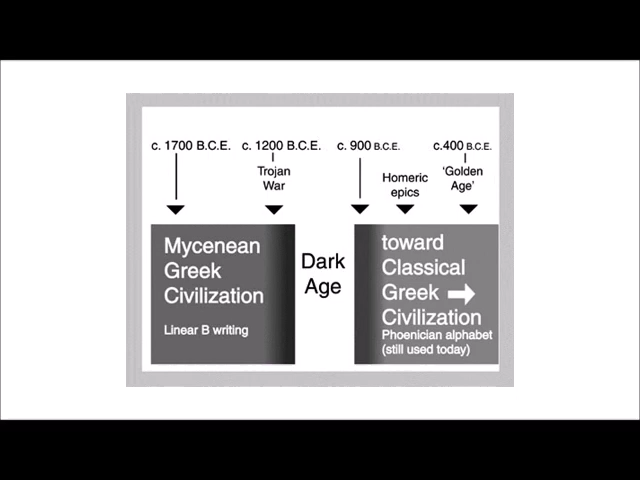 c. 1700 B.C.E.
c. 1200 B.C.E.
c. 900 B.C.E.
c.400 B.C.E.
Trojan
War
Homeric
epics
'Golden
Age'
Mycenean
Greek
Civilization
Linear B writing
Dark
Age
toward
Classical
Greek
Civilization
Phoenician alphabet
(still used today)